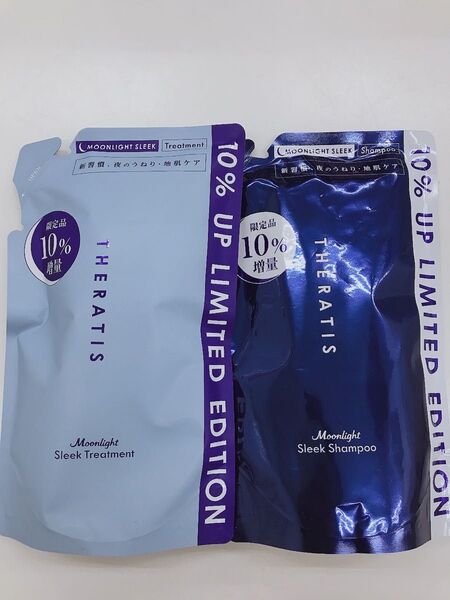 MOONLIGHT SLEEK Treatment
新習慣、夜のうねり・地肌ケア
限定品
10%
増量
THERATIS
Moonlight
Sleek Treatment
10% UP LIMITED EDITION
MOONLIGHT SLEEK Shampoo
新習慣、夜のうねり・地肌ケア
限定品
10%
増量
THERATIS
Moonlight
Sleek Shampoo
10% UP LIMITED EDITION